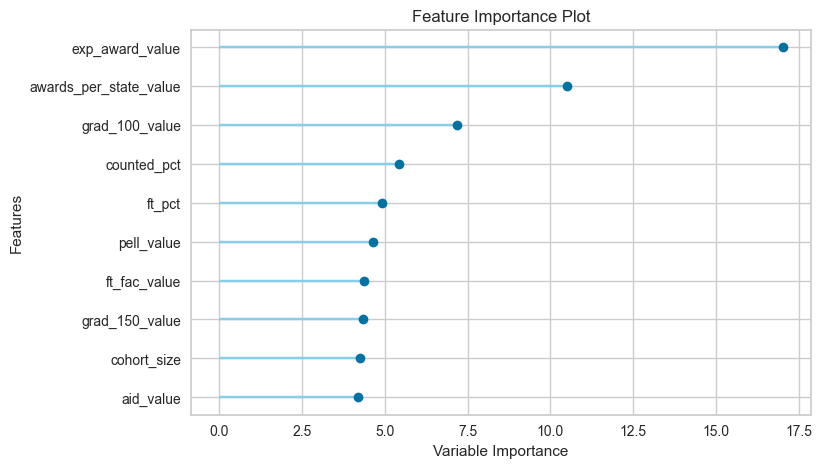 Feature Importance Plot
exp_award_value
awards_per_state_value
grad_100_value
counted_pct
ft_pct
pell_value
ft_fac_value
grad_150_value
cohort_size
aid_value
Features
0.0 2.5 5.0 7.5 10.0 12.5 15.0 17.5
Variable Importance